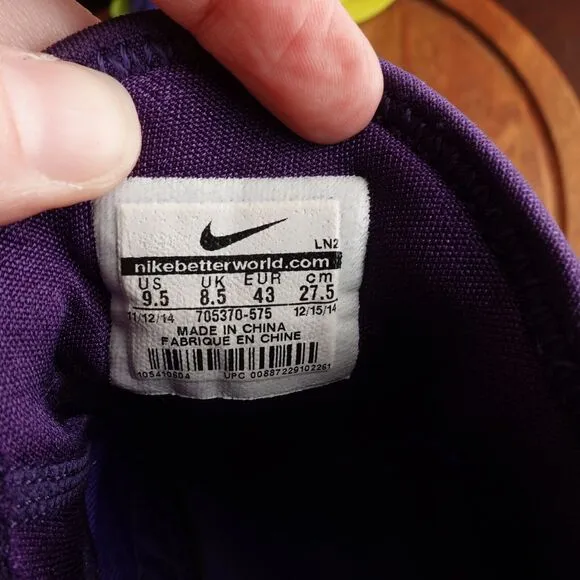 LN2
nikebetterworld.com
US UK EUR cm
9.5 8.5 43 27.5
11/12/14 705370-575 12/15/14
MADE IN CHINA
FABRIQUE EN CHINE
105410604 UPC 00887229102261